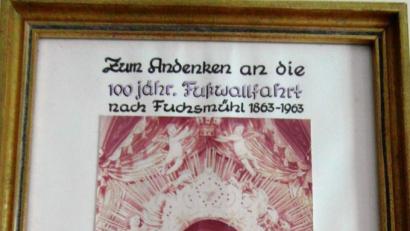 Zum Andenken an die
100 jähr. Fußwallfahrt
nach Fuchsmühl 1863-1963